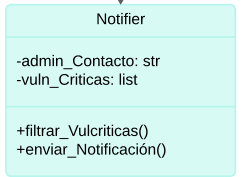 Notifier
-admin_Contacto: str
-vuln_Criticas: list
+filtrar_Vulcriticas()
+enviar_Notificación()